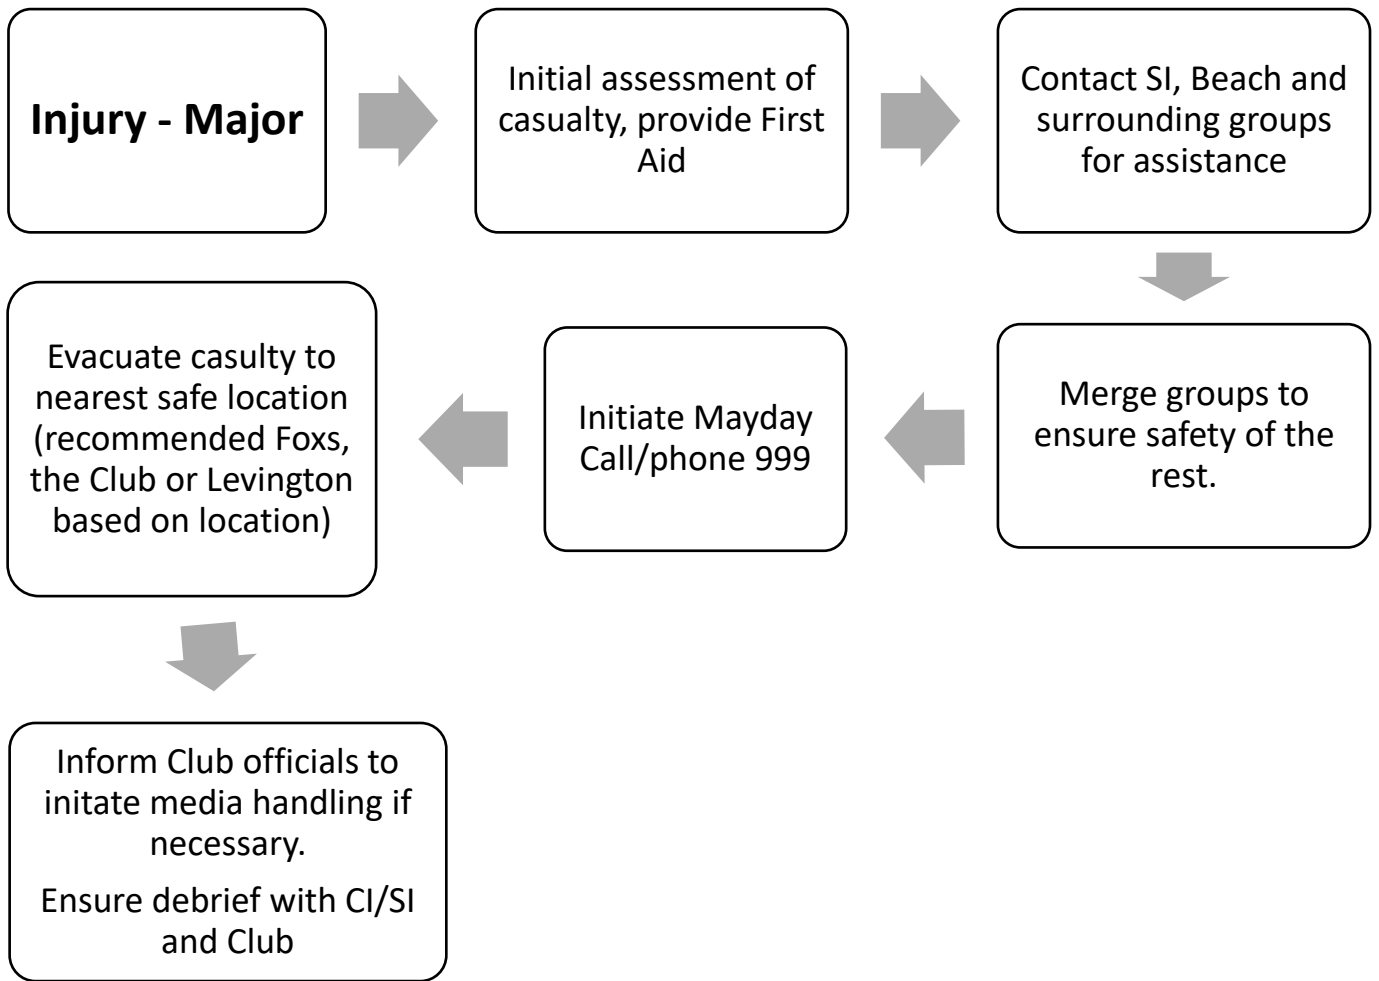 Injury - Major
Initial assessment of
casualty, provide First
Aid
Contact SI, Beach and
surrounding groups
for assistance
Merge groups to
ensure safety of the
rest.
Initiate Mayday
Call/phone 999
Evacuate casulty to
nearest safe location
(recommended Foxs,
the Club or Levington
based on location)
Inform Club officials to
initate media handling if
necessary.
Ensure debrief with CI/SI
and Club